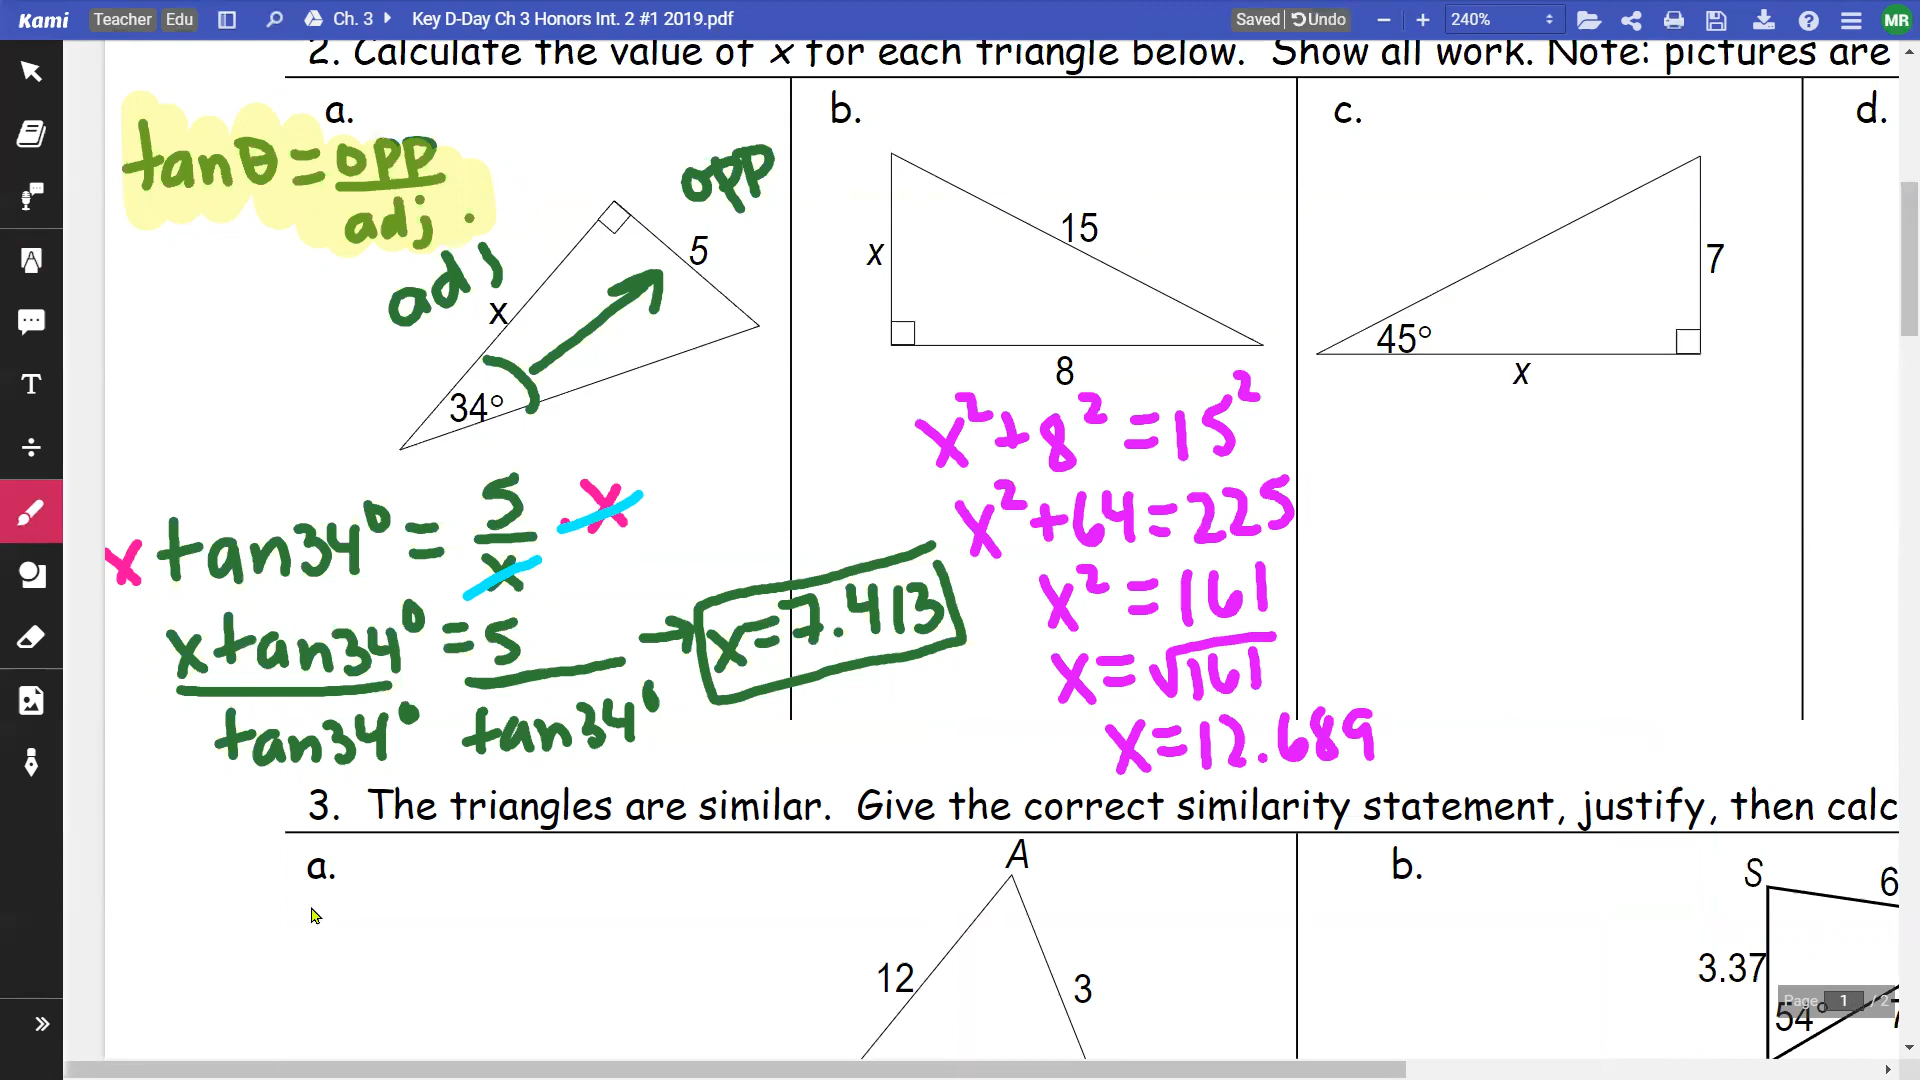 Kami Teacher Edu Ch. 3 Key D-Day Ch 3 Honors Int. 2 #1 2019.pdf Saved Undo 240% MR
2. Calculate the value of x for each triangle below. Show all work. Note: pictures are
a.
tanθ = opp
adj.
opp
adj
5
x
34°
x tan34° = 5 · x
x
x tan34° = 5
tan34° tan34°
→ x=7.413
b.
x
15
8
x² + 8² = 15²
x² + 64 = 225
x² = 161
x = √161
x = 12.689
c.
7
45°
x
d.
3. The triangles are similar. Give the correct similarity statement, justify, then calc
a.
A
12
3
b.
S
6
3.37
54°
7
Page 1 / 2